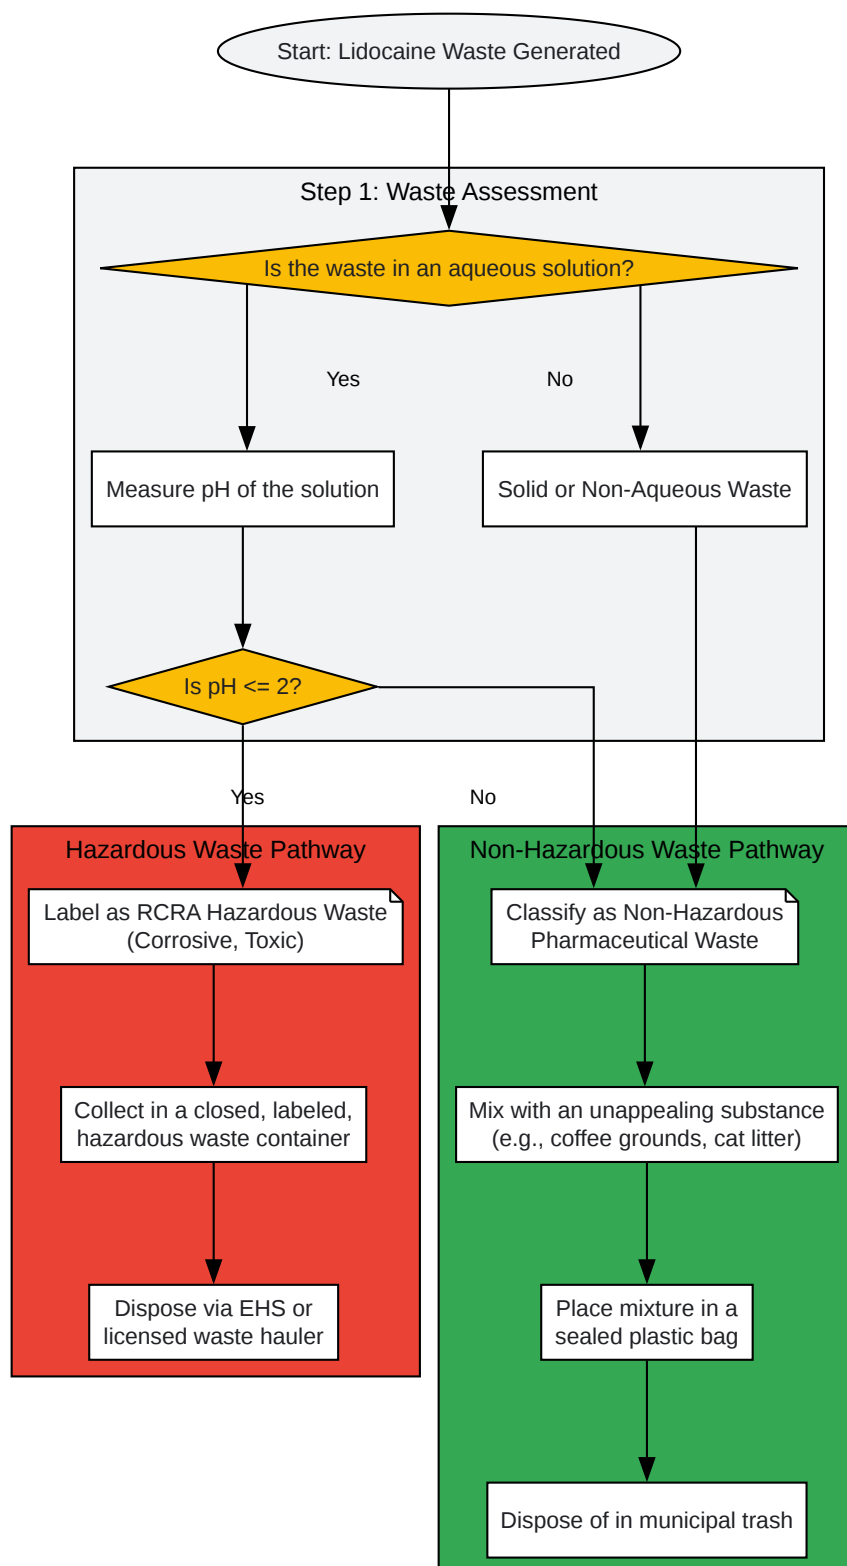 Start: Lidocaine Waste Generated
Step 1: Waste Assessment
Is the waste in an aqueous solution?
Yes
No
Measure pH of the solution
Solid or Non-Aqueous Waste
Is pH <= 2?
Yes
No
Hazardous Waste Pathway
Label as RCRA Hazardous Waste
(Corrosive, Toxic)
Collect in a closed, labeled,
hazardous waste container
Dispose via EHS or
licensed waste hauler
Non-Hazardous Waste Pathway
Classify as Non-Hazardous
Pharmaceutical Waste
Mix with an unappealing substance
(e.g., coffee grounds, cat litter)
Place mixture in a
sealed plastic bag
Dispose of in municipal trash